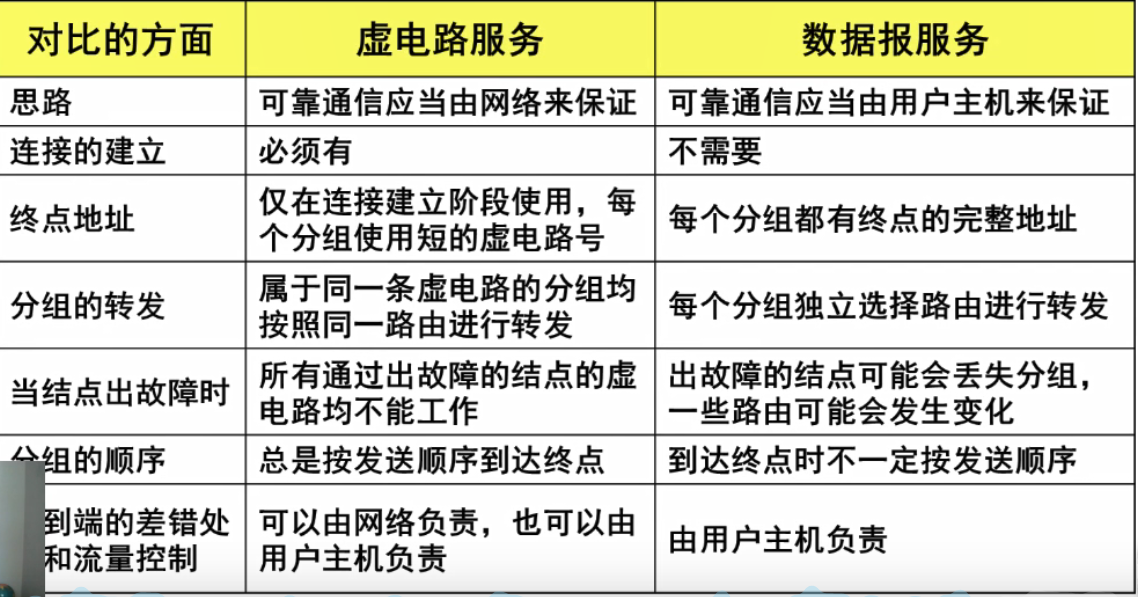 对比的方面 虚电路服务 数据报服务
思路 可靠通信应当由网络来保证 可靠通信应当由用户主机来保证
连接的建立 必须有 不需要
终点地址
仅在连接建立阶段使用，每
个分组使用短的虚电路号
每个分组都有终点的完整地址
分组的转发
属于同一条虚电路的分组均
按照同一路由进行转发
每个分组独立选择路由进行转发
当结点出故障时
所有通过出故障的结点的虚
电路均不能工作
出故障的结点可能会丢失分组，
一些路由可能会发生变化
分组的顺序 总是按发送顺序到达终点 到达终点时不一定按发送顺序
到端的差错处
和流量控制
可以由网络负责，也可以由
用户主机负责
由用户主机负责